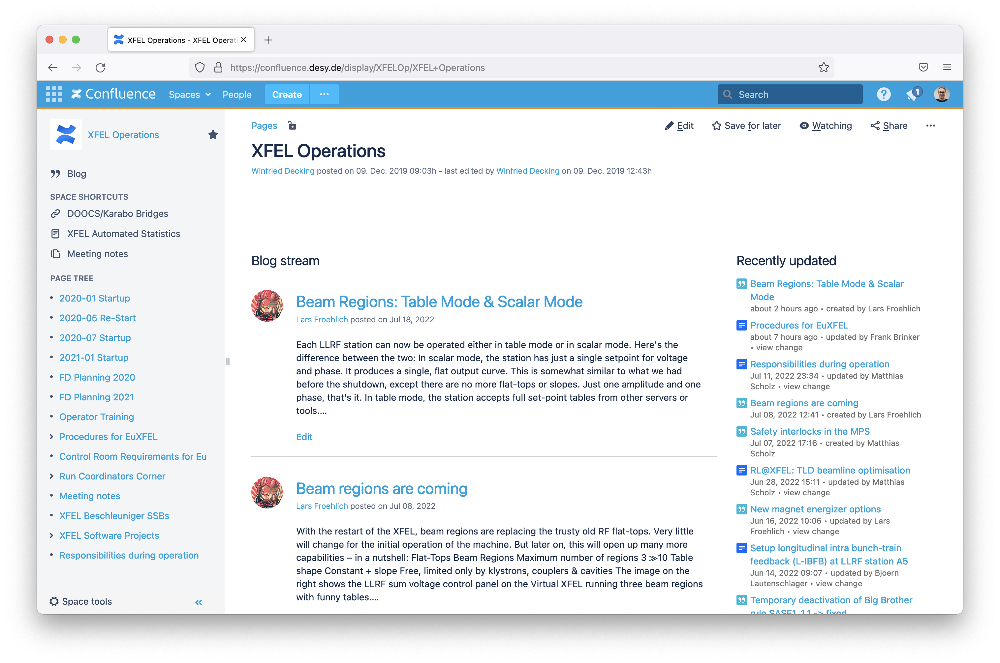 XFEL Operations - XFEL Operati
https://confluence.desy.de/display/XFELOp/XFEL+Operations
Confluence
Spaces
People
Create
Search
1
XFEL Operations
Blog
SPACE SHORTCUTS
DOOCS/Karabo Bridges
XFEL Automated Statistics
Meeting notes
PAGE TREE
2020-01 Startup
2020-05 Re-Start
2020-07 Startup
2021-01 Startup
FD Planning 2020
FD Planning 2021
Operator Training
Procedures for EuXFEL
Control Room Requirements for Eu
Run Coordinators Corner
Meeting notes
XFEL Beschleuniger SSBs
XFEL Software Projects
Responsibilities during operation
Space tools
Pages
Edit
Save for later
Watching
Share
XFEL Operations
Winfried Decking posted on 09. Dec. 2019 09:03h - last edited by Winfried Decking on 09. Dec. 2019 12:43h
Blog stream
Beam Regions: Table Mode & Scalar Mode
Lars Froehlich posted on Jul 18, 2022
Each LLRF station can now be operated either in table mode or in scalar mode. Here's the
difference between the two: In scalar mode, the station has just a single setpoint for voltage
and phase. It produces a single, flat output curve. This is somewhat similar to what we had
before the shutdown, except there are no more flat-tops or slopes. Just one amplitude and one
phase, that's it. In table mode, the station accepts full set-point tables from other servers or
tools....
Edit
Beam regions are coming
Lars Froehlich posted on Jul 08, 2022
With the restart of the XFEL, beam regions are replacing the trusty old RF flat-tops. Very little
will change for the initial operation of the machine. But later on, this will open up many more
capabilities – in a nutshell: Flat-Tops Beam Regions Maximum number of regions 3 ≫10 Table
shape Constant + slope Free, limited only by klystrons, couplers & cavities The image on the
right shows the LLRF sum voltage control panel on the Virtual XFEL running three beam regions
with funny tables....
Recently updated
Beam Regions: Table Mode & Scalar
Mode
about 2 hours ago • created by Lars Froehlich
Procedures for EuXFEL
about 7 hours ago • updated by Frank Brinker
• view change
Responsibilities during operation
Jul 11, 2022 23:34 • updated by Matthias
Scholz • view change
Beam regions are coming
Jul 08, 2022 12:41 • created by Lars Froehlich
Safety interlocks in the MPS
Jul 07, 2022 17:16 • created by Matthias
Scholz
RL@XFEL: TLD beamline optimisation
Jun 28, 2022 15:11 • updated by Matthias
Scholz • view change
New magnet energizer options
Jun 16, 2022 10:06 • updated by Lars
Froehlich • view change
Setup longitudinal intra bunch-train
feedback (L-IBFB) at LLRF station A5
Jun 14, 2022 09:07 • updated by Bjoern
Lautenschlager • view change
Temporary deactivation of Big Brother
rule SASE1_1.1 -> fixed